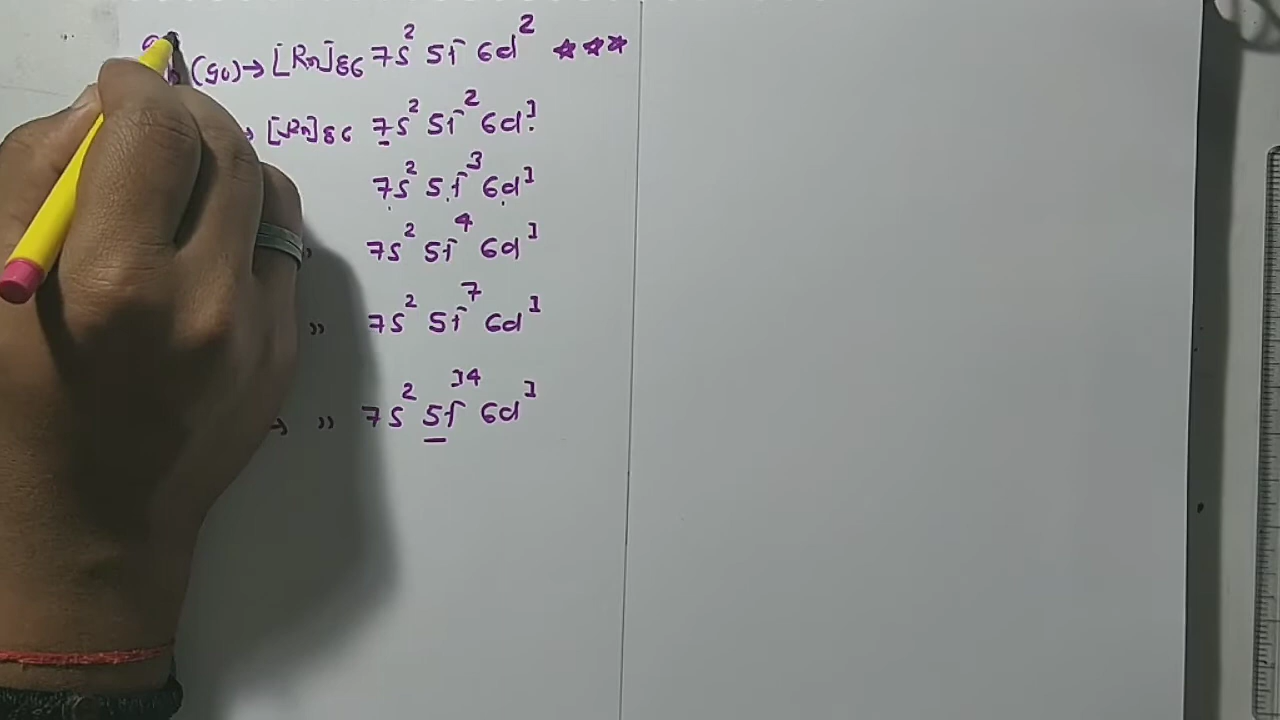 (90)→ [Rn]86 7s² 5f 6d² ☆☆☆
[Rn]86 7s² 5f² 6d¹
7s² 5f³ 6d¹
7s² 5f⁴ 6d¹
” 7s² 5f⁷ 6d¹
→ ” 7s² 5f¹⁴ 6d¹